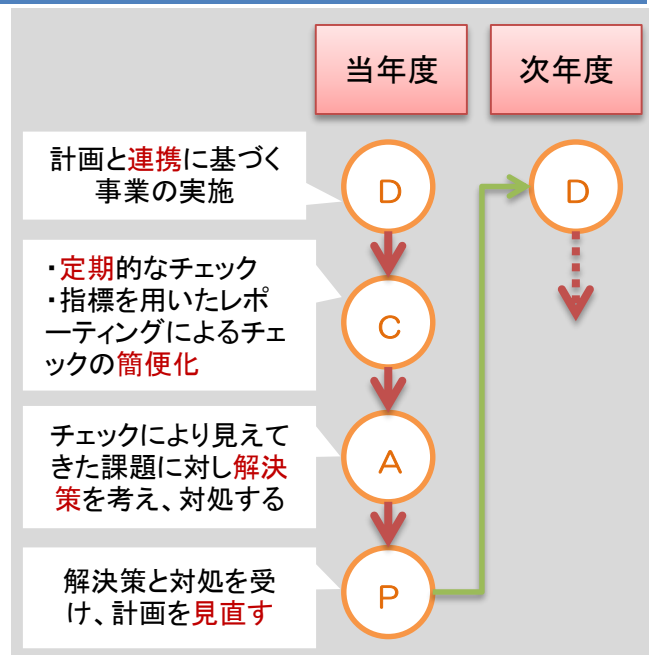 当年度
次年度
計画と連携に基づく
事業の実施
D
D
・定期的なチェック
・指標を用いたレポ
ーティングによるチェ
ックの簡便化
C
チェックにより見えて
きた課題に対し解決
策を考え、対処する
A
解決策と対処を受
け、計画を見直す
P